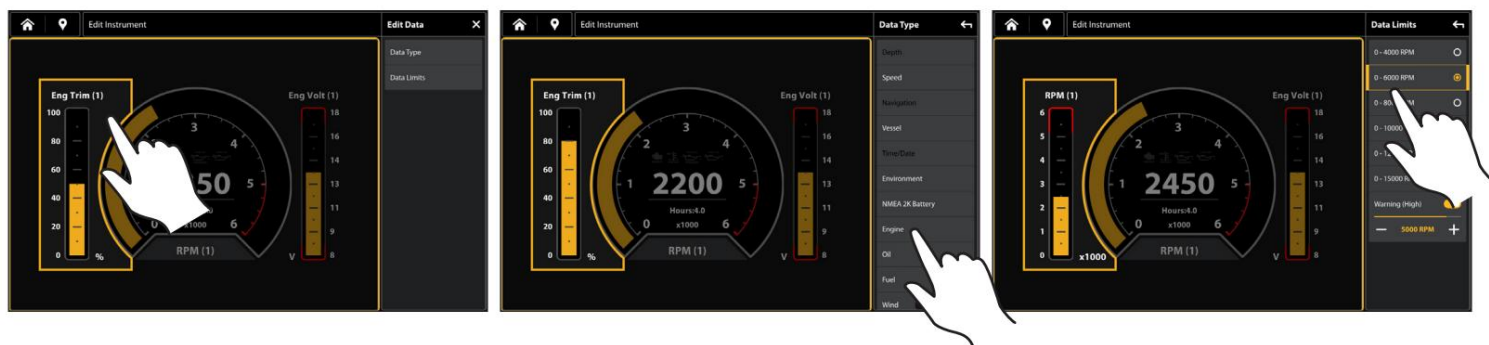 Edit Instrument
Edit Data
Data Type
Data Limits
Eng Trim (1)
100
80
60
40
20
0
%
3
2
4
50
5
0
x1000
6
RPM (1)
Eng Volt (1)
18
16
14
13
11
9
8
V
Edit Instrument
Data Type
Depth
Speed
Navigation
Vessel
Time/Date
Environment
NMEA 2K Battery
Engine
Oil
Fuel
Wind
Eng Trim (1)
100
80
60
40
20
0
%
3
2
4
1
2200
5
Hours:4.0
0
x1000
6
RPM (1)
Eng Volt (1)
18
16
14
13
11
9
8
V
Edit Instrument
Data Limits
0 - 4000 RPM
0 - 6000 RPM
0 - 10000
0 - 15000
Warning (High)
5000 RPM
RPM (1)
6
5
4
3
2
1
0
x1000
3
2
4
1
2450
5
Hours:4.0
0
x1000
6
RPM (1)
Eng Volt (1)
18
16
14
13
11
9
8
V